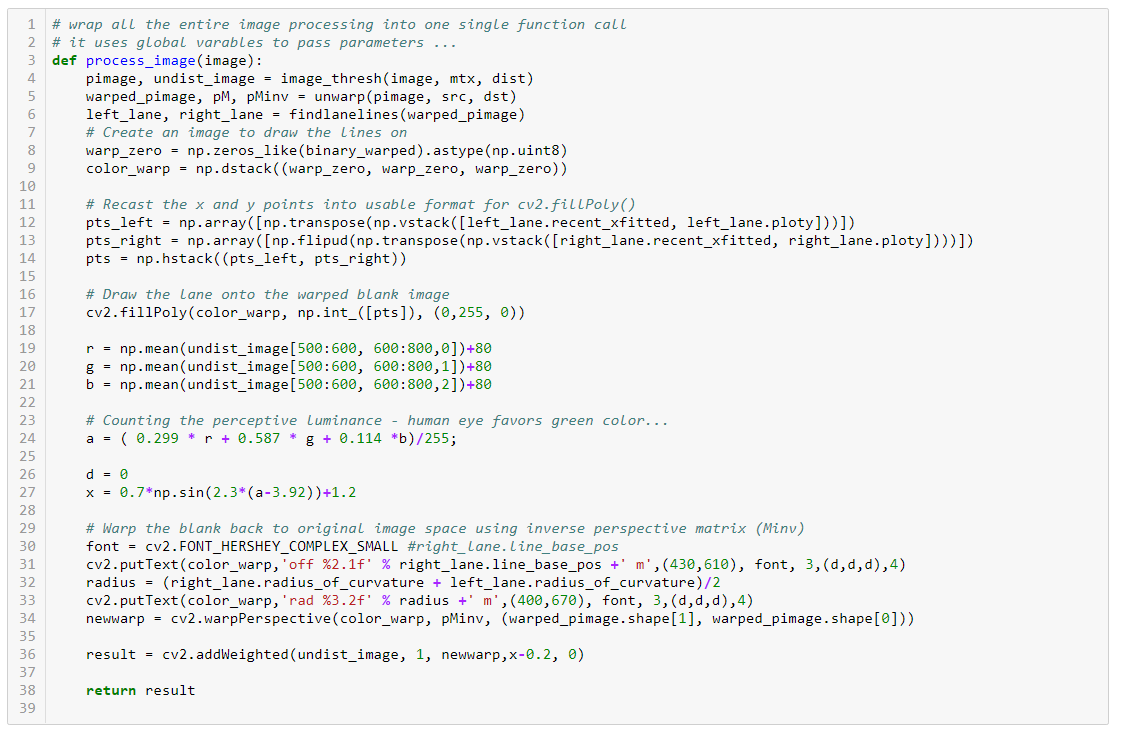 1 # wrap all the entire image processing into one single function call
2 # it uses global varables to pass parameters ...
3 def process_image(image):
4     pimage, undist_image = image_thresh(image, mtx, dist)
5     warped_pimage, pM, pMinv = unwarp(pimage, src, dst)
6     left_lane, right_lane = findlanelines(warped_pimage)
7     # Create an image to draw the lines on
8     warp_zero = np.zeros_like(binary_warped).astype(np.uint8)
9     color_warp = np.dstack((warp_zero, warp_zero, warp_zero))
10
11     # Recast the x and y points into usable format for cv2.fillPoly()
12     pts_left = np.array([np.transpose(np.vstack([left_lane.recent_xfitted, left_lane.ploty]))])
13     pts_right = np.array([np.flipud(np.transpose(np.vstack([right_lane.recent_xfitted, right_lane.ploty])))])
14     pts = np.hstack((pts_left, pts_right))
15
16     # Draw the lane onto the warped blank image
17     cv2.fillPoly(color_warp, np.int_([pts]), (0,255, 0))
18
19     r = np.mean(undist_image[500:600, 600:800,0])+80
20     g = np.mean(undist_image[500:600, 600:800,1])+80
21     b = np.mean(undist_image[500:600, 600:800,2])+80
22
23     # Counting the perceptive luminance - human eye favors green color...
24     a = ( 0.299 * r + 0.587 * g + 0.114 *b)/255;
25
26     d = 0
27     x = 0.7*np.sin(2.3*(a-3.92))+1.2
28
29     # Warp the blank back to original image space using inverse perspective matrix (Minv)
30     font = cv2.FONT_HERSHEY_COMPLEX_SMALL #right_lane.line_base_pos
31     cv2.putText(color_warp,'off %2.1f' % right_lane.line_base_pos +' m',(430,610), font, 3,(d,d,d),4)
32     radius = (right_lane.radius_of_curvature + left_lane.radius_of_curvature)/2
33     cv2.putText(color_warp,'rad %3.2f' % radius +' m',(400,670), font, 3,(d,d,d),4)
34     newwarp = cv2.warpPerspective(color_warp, pMinv, (warped_pimage.shape[1], warped_pimage.shape[0]))
35
36     result = cv2.addWeighted(undist_image, 1, newwarp,x-0.2, 0)
37
38     return result
39